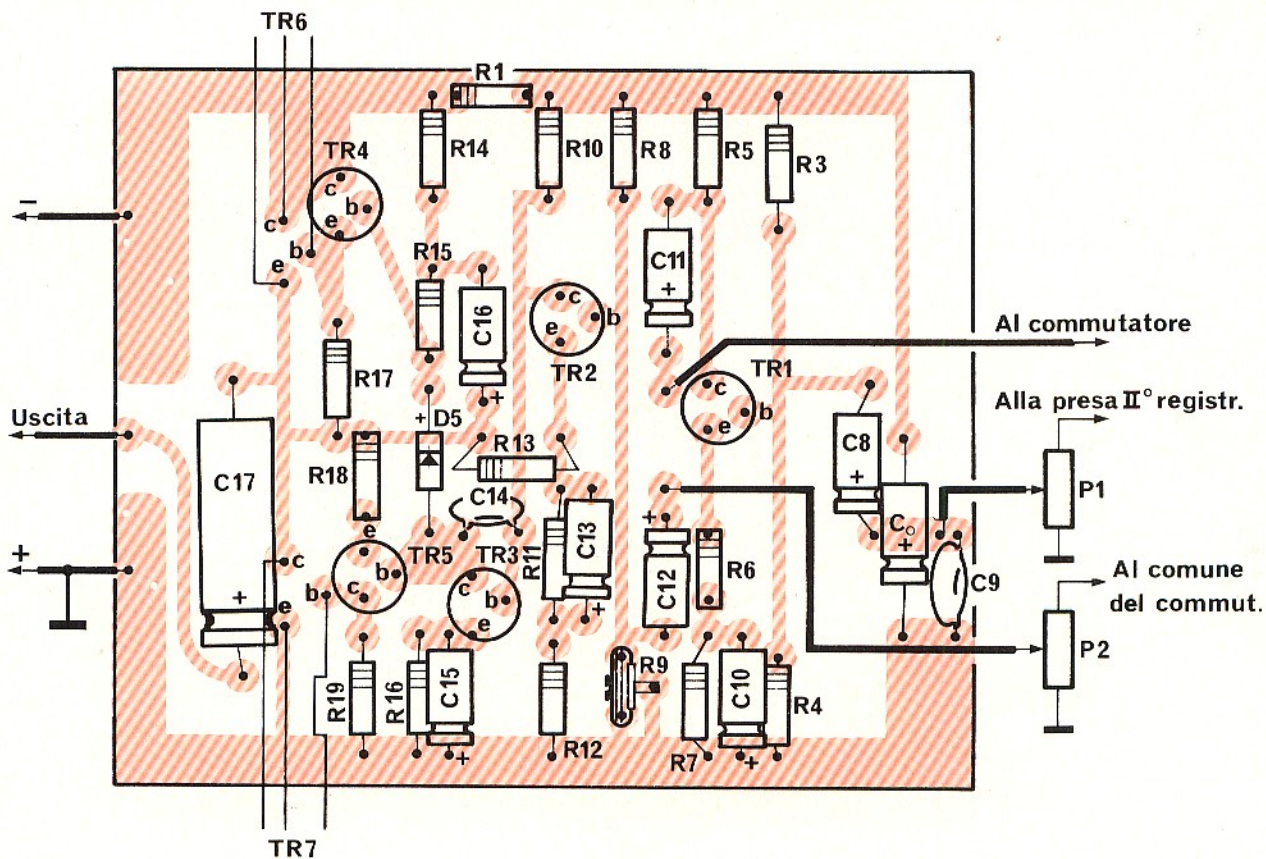 TR6
R1
R14
R10
R8
R5
R3
TR4
c
b
e
−
c
b
e
R15
C16
+
C11
+
c
b
e
TR2
Al commutatore
TR1
c
b
e
R17
+ D5
Alla presa II° registr.
Uscita
C17
+
R18
R13
C14
C8
+
Co
+
P1
+
R11
C13
+
C12
R6
C9
e
b
c
TR5
TR3
c
b
e
+
c
e
b
Al comune
del commut.
P2
R19
R16
C15
+
R12
R9
R7
C10
+
R4
TR7